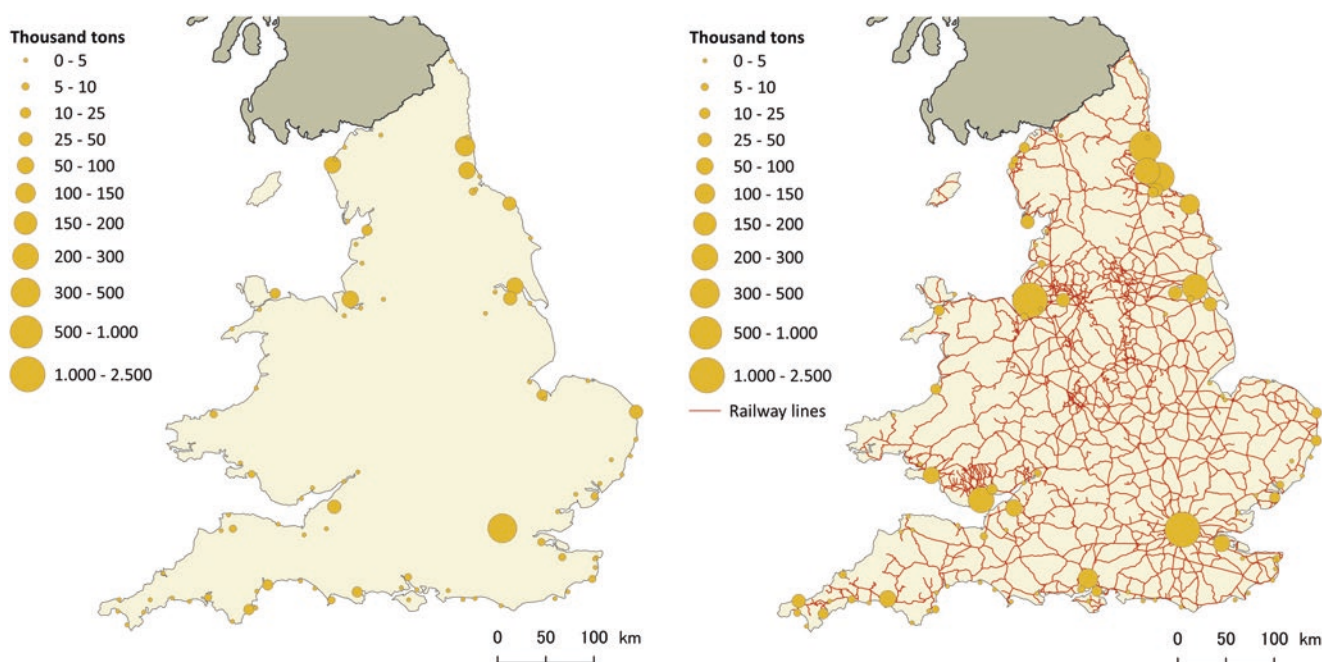 Thousand tons
0 - 5
5 - 10
10 - 25
25 - 50
50 - 100
100 - 150
150 - 200
200 - 300
300 - 500
500 - 1.000
1.000 - 2.500
0 50 100 km
Thousand tons
0 - 5
5 - 10
10 - 25
25 - 50
50 - 100
100 - 150
150 - 200
200 - 300
300 - 500
500 - 1.000
1.000 - 2.500
Railway lines
0 50 100 km